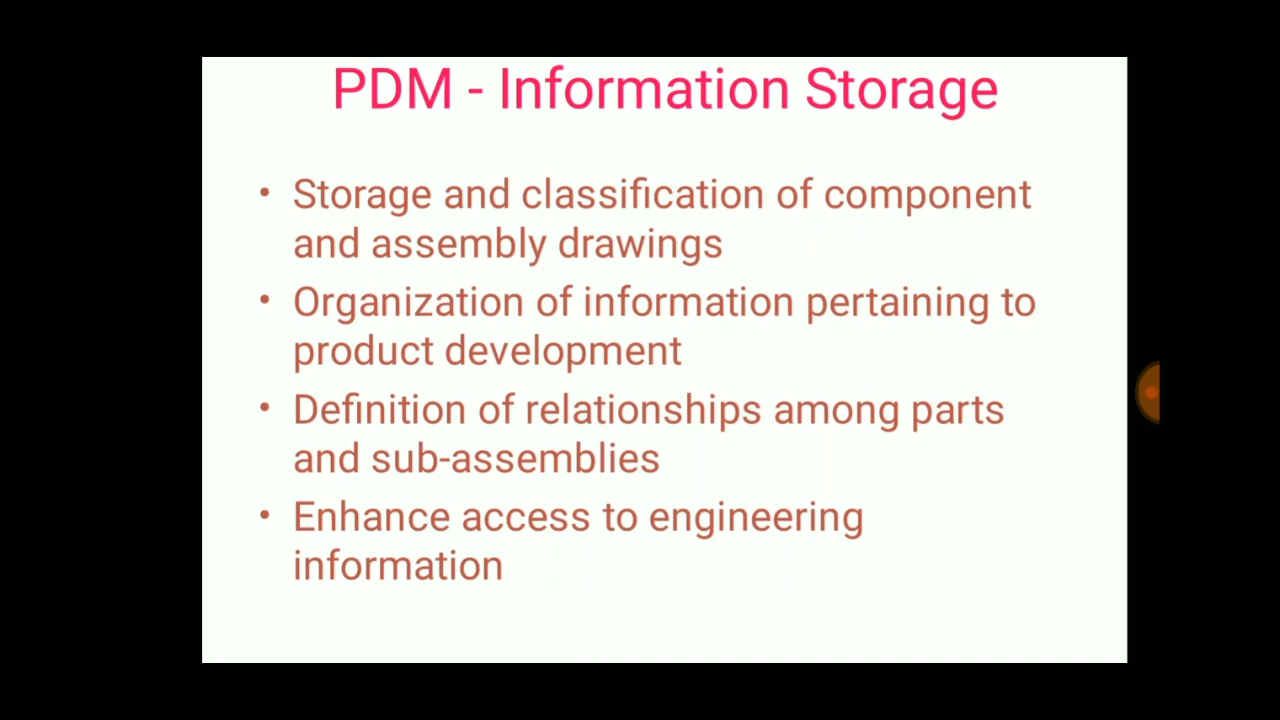 PDM - Information Storage
• Storage and classification of component
and assembly drawings
• Organization of information pertaining to
product development
• Definition of relationships among parts
and sub-assemblies
• Enhance access to engineering
information